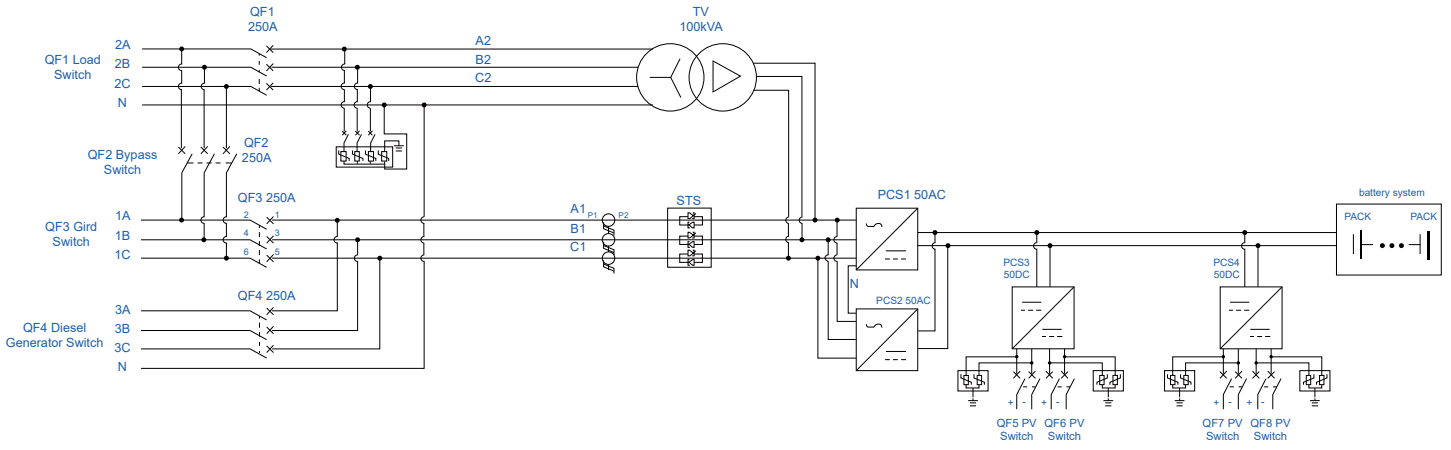 QF1
250A
TV
100kVA
2A
2B
2C
N
QF1 Load
Switch
A2
B2
C2
QF2
250A
QF2 Bypass
Switch
QF3 250A
1A
1B
1C
QF3 Gird
Switch
2 1
4 3
6 5
A1
B1
C1
P1 P2
STS
PCS1 50AC
N
PCS2 50AC
battery system
PACK PACK
PCS3
50DC
PCS4
50DC
QF4 250A
3A
3B
3C
N
QF4 Diesel
Generator Switch
+ - + -
+ - + -
QF5 PV
Switch
QF6 PV
Switch
QF7 PV
Switch
QF8 PV
Switch